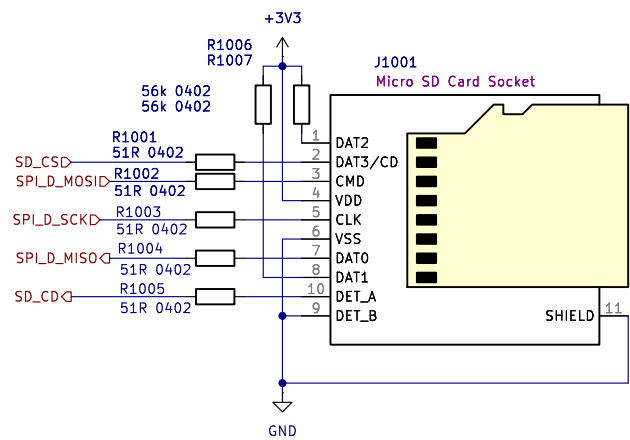 +3V3
R1006
R1007
J1001
Micro SD Card Socket
56k 0402
56k 0402
R1001
51R 0402
1
DAT2
SD_CS
2
DAT3/CD
SPI_D_MOSI
R1002
51R 0402
3
CMD
4
VDD
SPI_D_SCK
R1003
51R 0402
5
CLK
6
VSS
SPI_D_MISO
R1004
51R 0402
7
DAT0
8
DAT1
SD_CD
R1005
51R 0402
10
DET_A
9
DET_B
SHIELD
11
GND